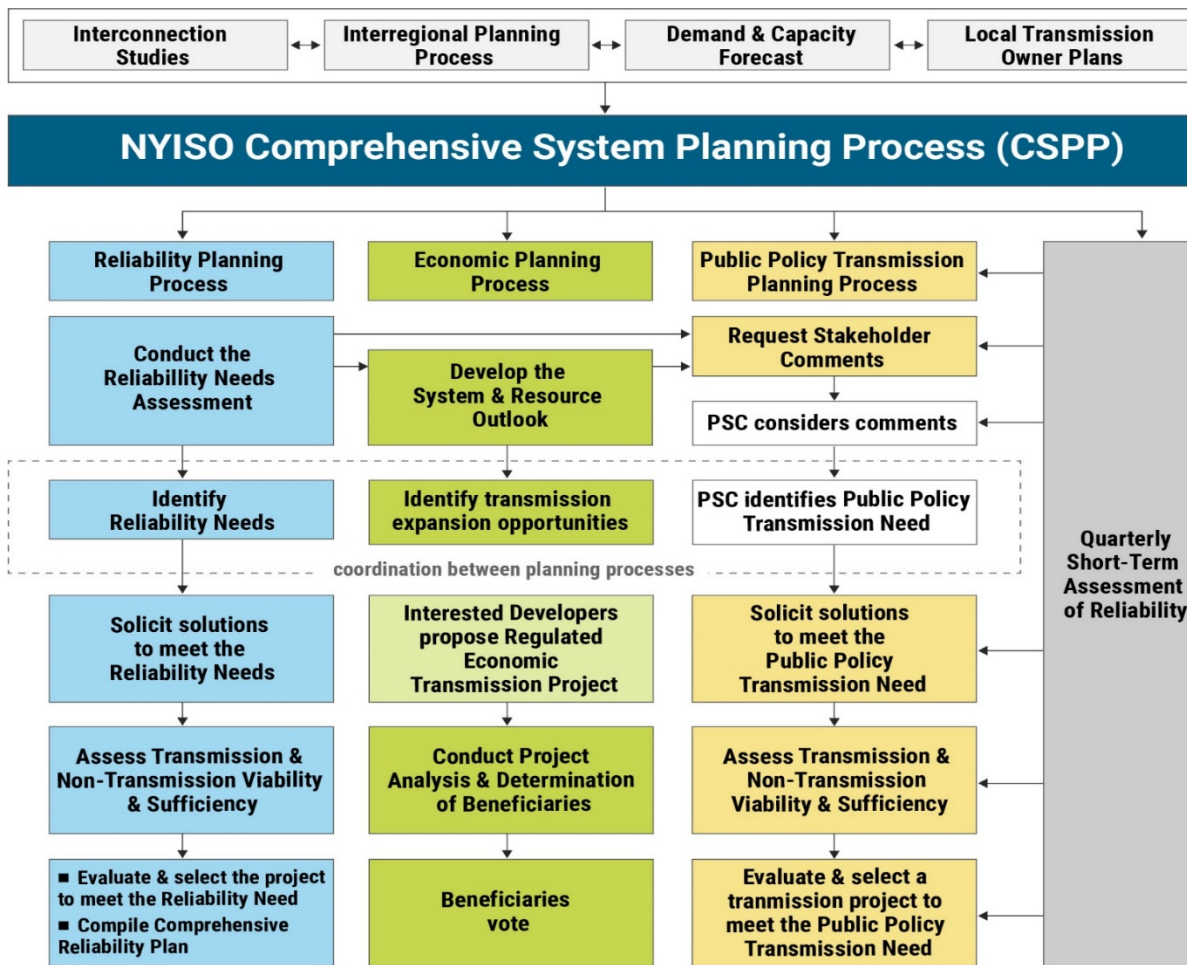 Interconnection
Studies
Interregional Planning
Process
Demand & Capacity
Forecast
Local Transmission
Owner Plans
NYISO Comprehensive System Planning Process (CSPP)
Reliability Planning
Process
Economic Planning
Process
Public Policy Transmission
Planning Process
Conduct the
Reliabillity Needs
Assessment
Develop the
System & Resource
Outlook
Request Stakeholder
Comments
PSC considers comments
Identify
Reliability Needs
Identify transmission
expansion opportunities
PSC identifies Public Policy
Transmission Need
coordination between planning processes
Quarterly
Short-Term
Assessment
of Reliability
Solicit solutions
to meet the
Reliability Needs
Interested Developers
propose Regulated
Economic
Transmission Project
Solicit solutions
to meet the
Public Policy
Transmission Need
Assess Transmission &
Non-Transmission Viability
& Sufficiency
Conduct Project
Analysis & Determination
of Beneficiaries
Assess Transmission &
Non-Transmission
Viability & Sufficiency
■ Evaluate & select the project
to meet the Reliability Need
■ Compile Comprehensive
Reliability Plan
Beneficiaries
vote
Evaluate & select a
tranmission project to
meet the Public Policy
Transmission Need